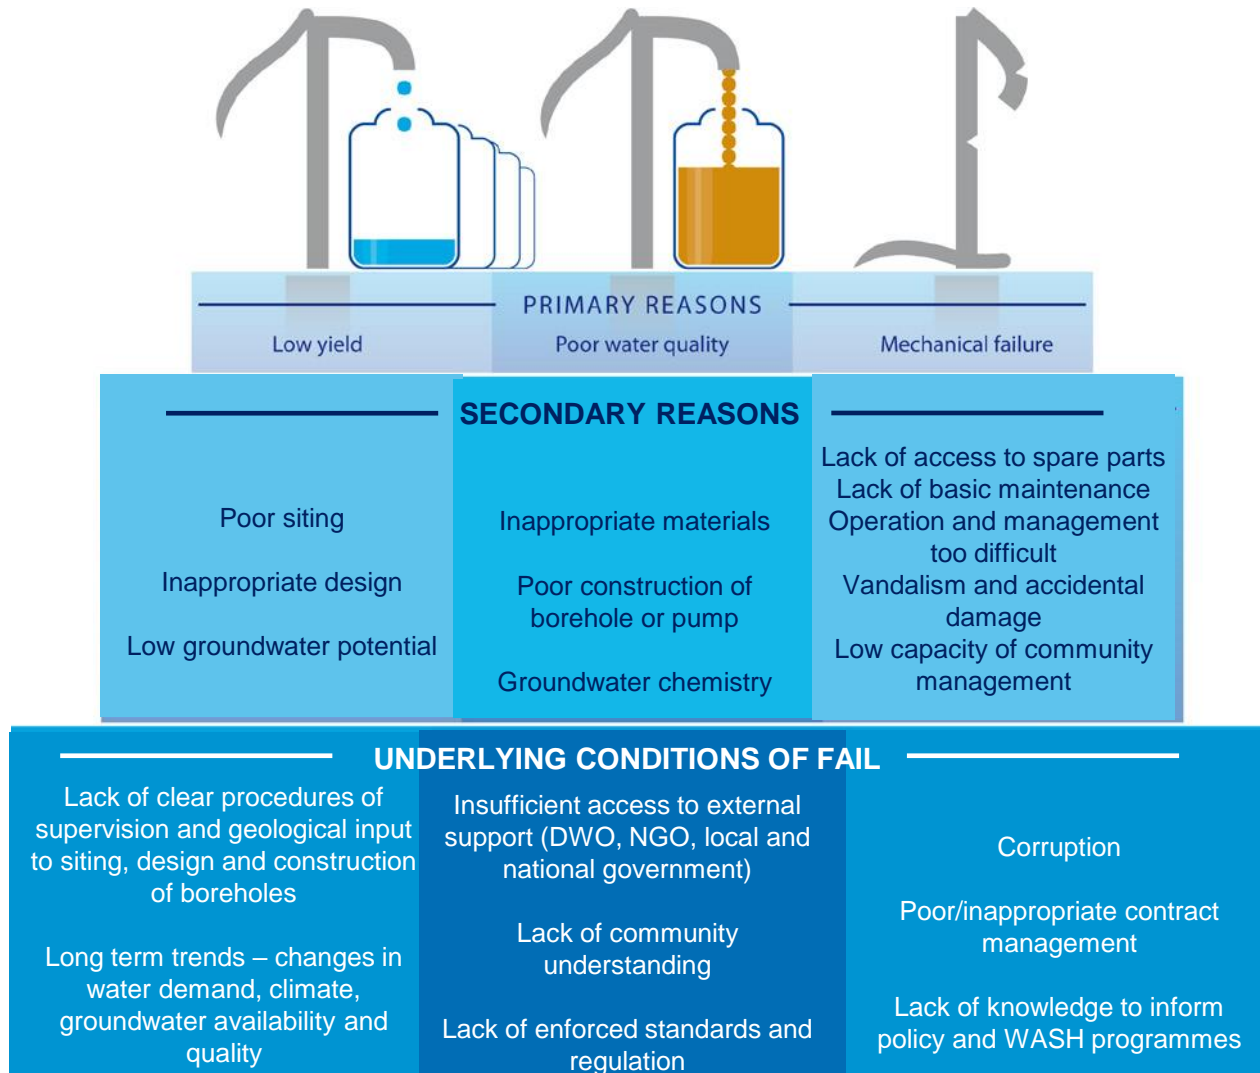 PRIMARY REASONS
Low yield
Poor water quality
Mechanical failure
SECONDARY REASONS
Poor siting
Inappropriate design
Low groundwater potential
Inappropriate materials
Poor construction of
borehole or pump
Groundwater chemistry
Lack of access to spare parts
Lack of basic maintenance
Operation and management
too difficult
Vandalism and accidental
damage
Low capacity of community
management
UNDERLYING CONDITIONS OF FAIL
Lack of clear procedures of
supervision and geological input
to siting, design and construction
of boreholes
Long term trends – changes in
water demand, climate,
groundwater availability and
quality
Insufficient access to external
support (DWO, NGO, local and
national government)
Lack of community
understanding
Lack of enforced standards and
regulation
Corruption
Poor/inappropriate contract
management
Lack of knowledge to inform
policy and WASH programmes